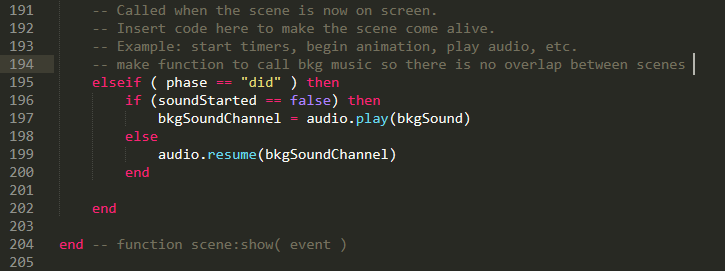 191 -- Called when the scene is now on screen.
192 -- Insert code here to make the scene come alive.
193 -- Example: start timers, begin animation, play audio, etc.
194 -- make function to call bkg music so there is no overlap between scenes
195 elseif ( phase == "did" ) then
196 if (soundStarted == false) then
197 bkgSoundChannel = audio.play(bkgSound)
198 else
199 audio.resume(bkgSoundChannel)
200 end
201
202 end
203
204 end -- function scene:show( event )
205